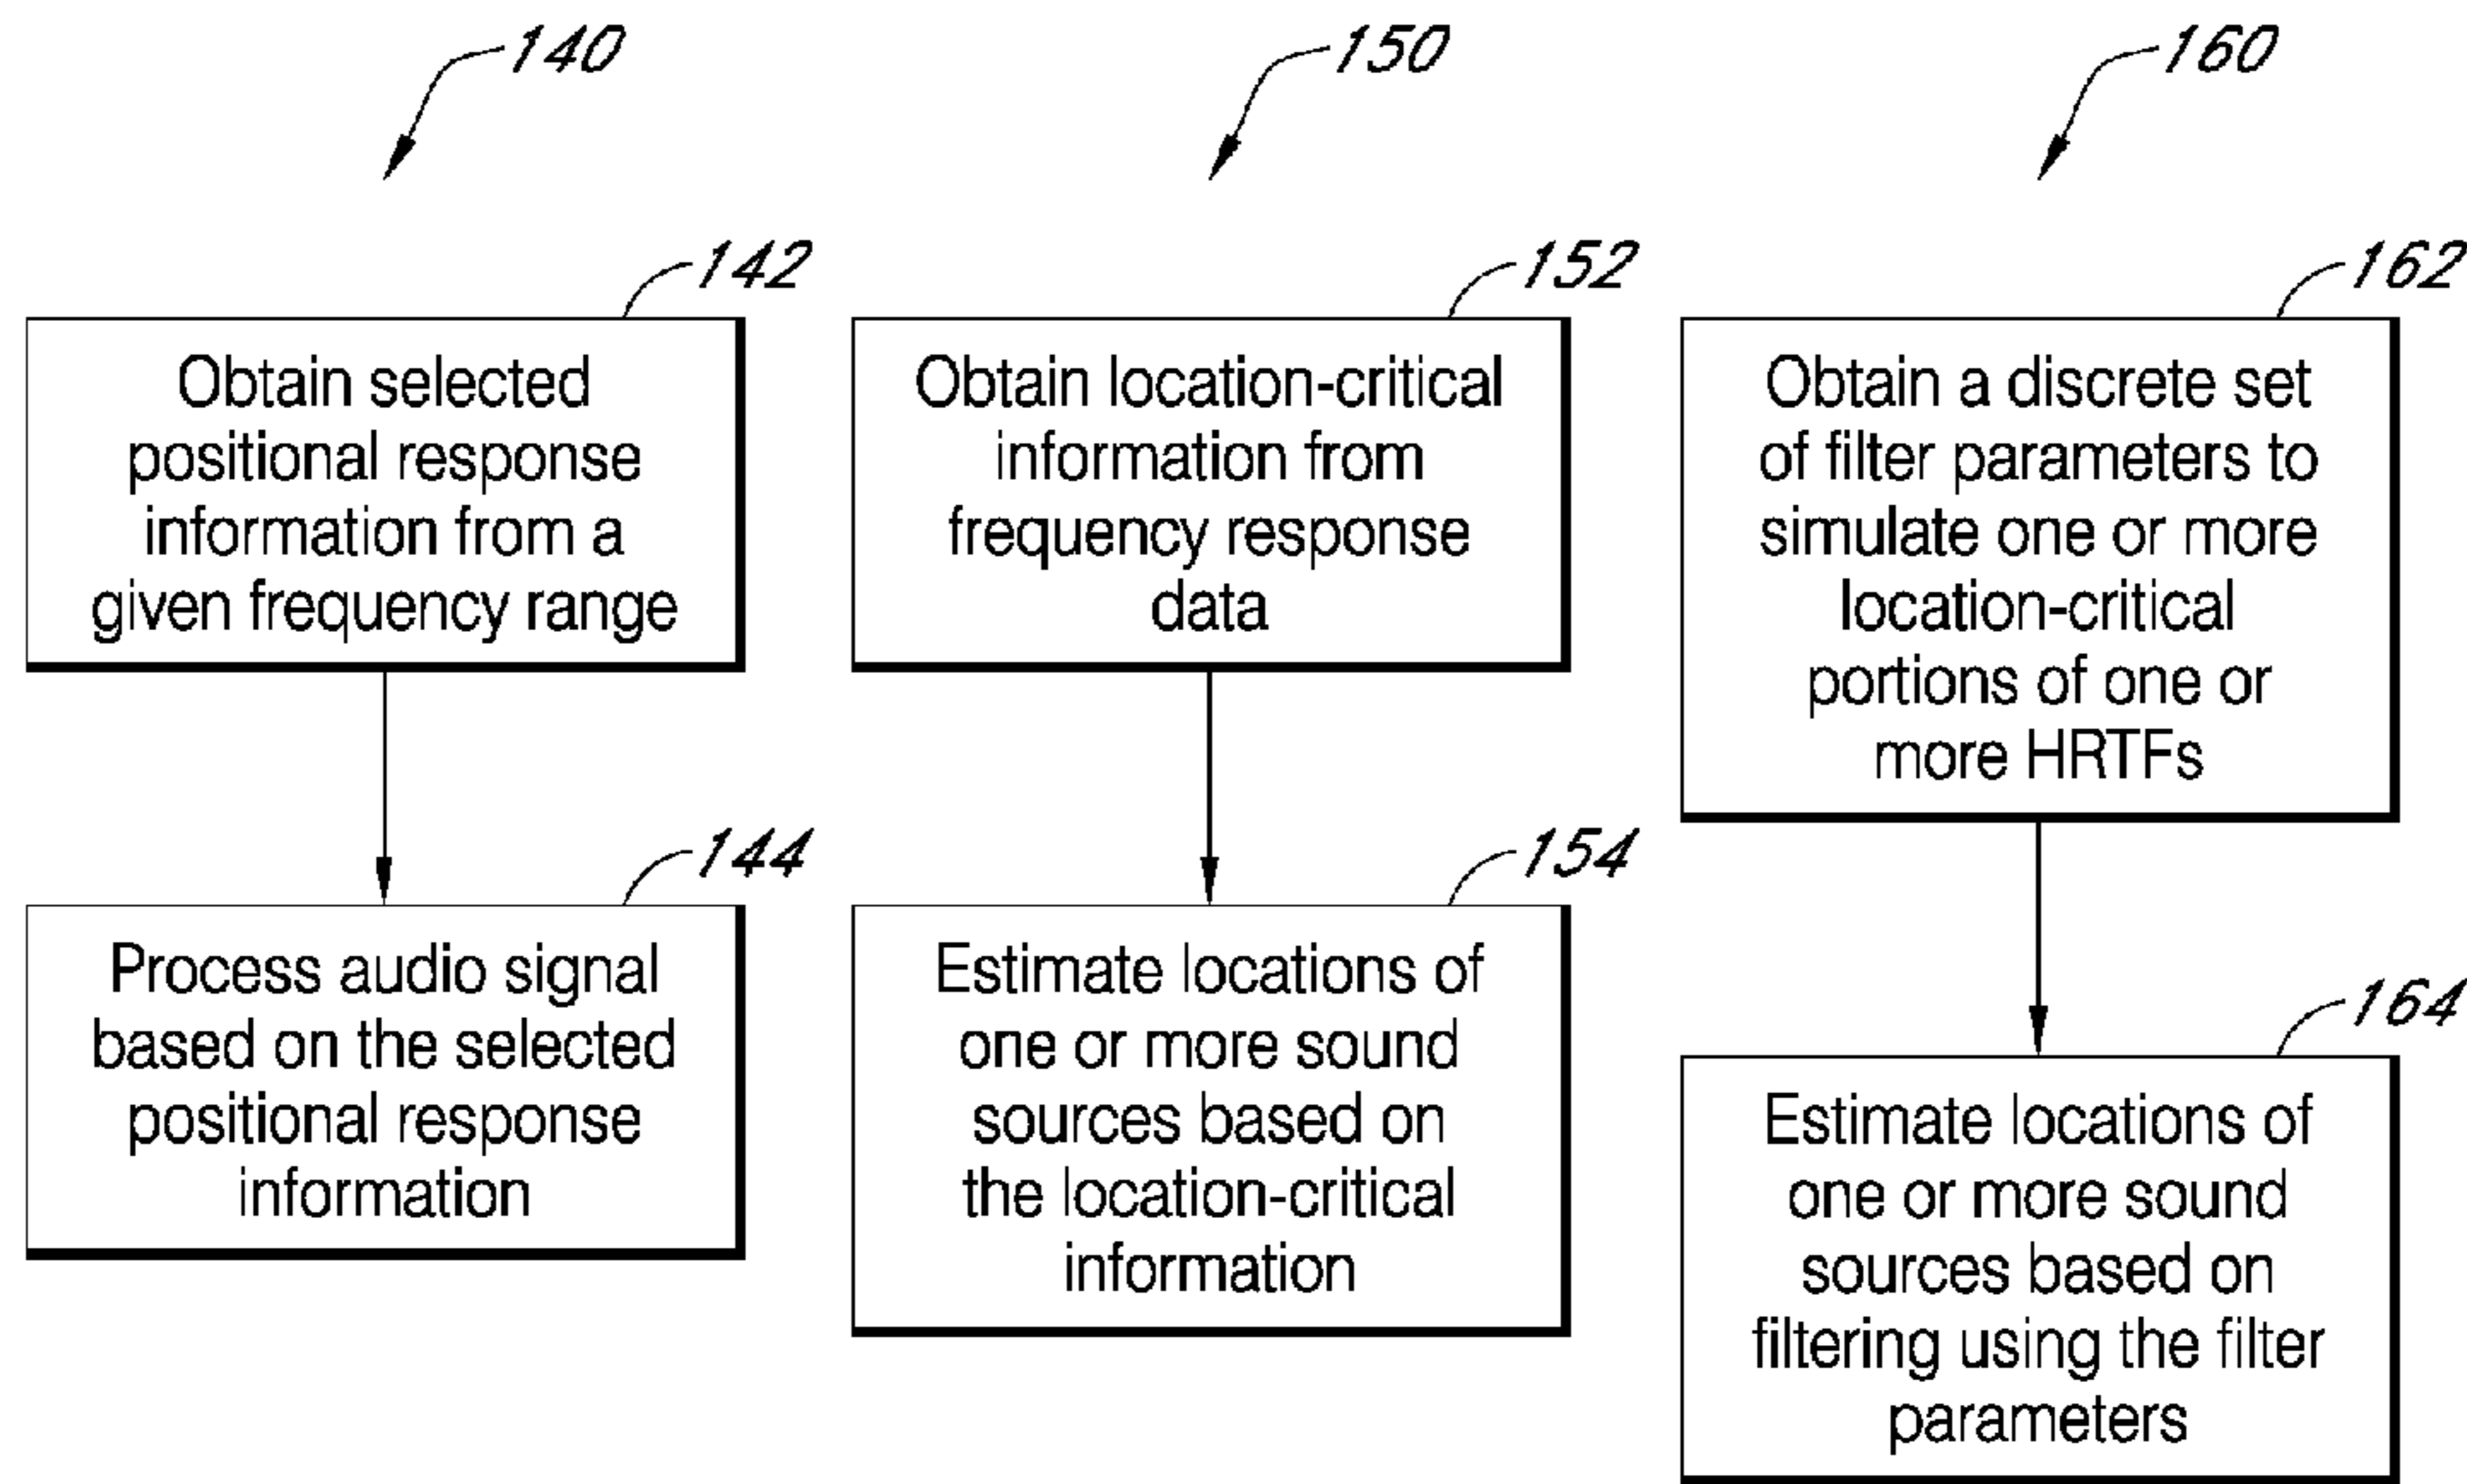 140
142
Obtain selected
positional response
information from a
given frequency range
144
Process audio signal
based on the selected
positional response
information
150
152
Obtain location-critical
information from
frequency response
data
154
Estimate locations of
one or more sound
sources based on
the location-critical
information
160
162
Obtain a discrete set
of filter parameters to
simulate one or more
location-critical
portions of one or
more HRTFs
164
Estimate locations of
one or more sound
sources based on
filtering using the filter
parameters